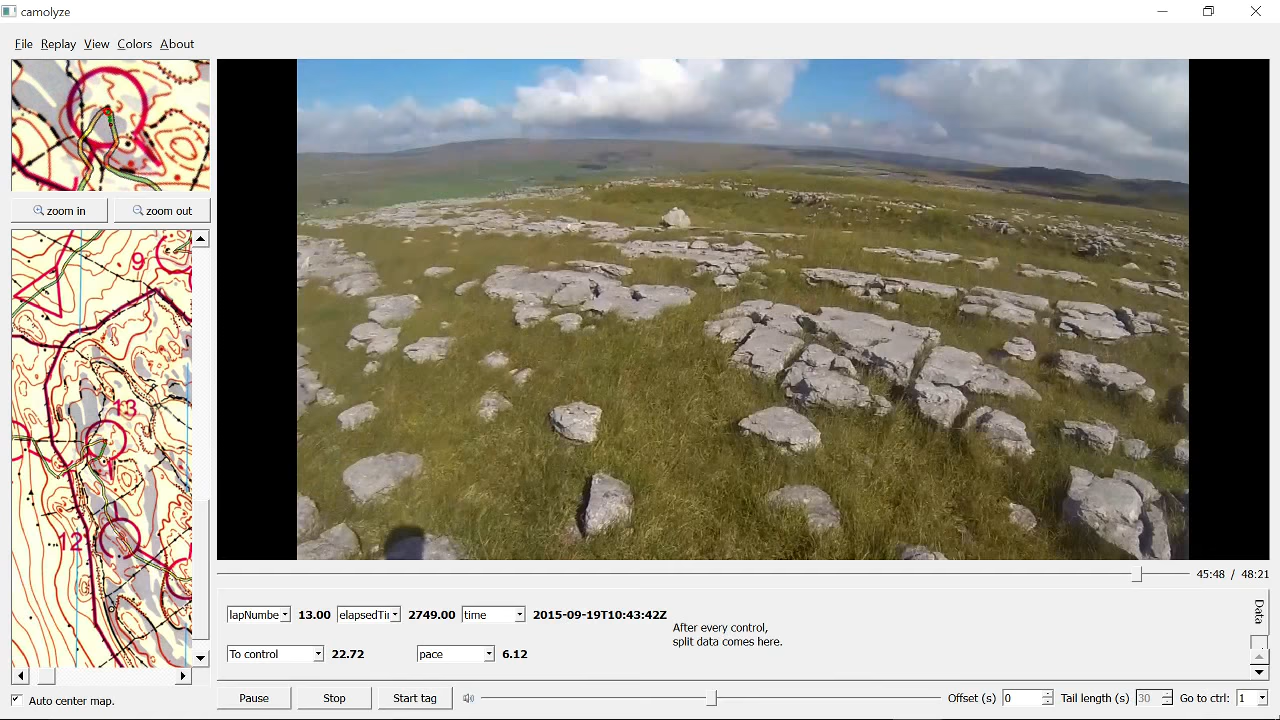 camolyze
File Replay View Colors About
zoom in zoom out
9
13
12
45:48 / 48:21
lapNumbe 13.00 elapsedTi 2749.00 time 2015-09-19T10:43:42Z
After every control,
split data comes here.
To control 22.72 pace 6.12
Data
Auto center map.
Pause Stop Start tag Offset (s) 0 Tail length (s) 30 Go to ctrl: 1